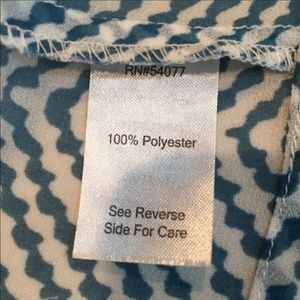 RN#54077
100% Polyester
See Reverse
Side For Care